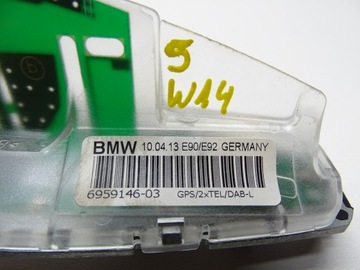 5
W14
BMW 10.04.13 E90/E92 GERMANY
6959146-03 GPS/2xTEL/DAB-L